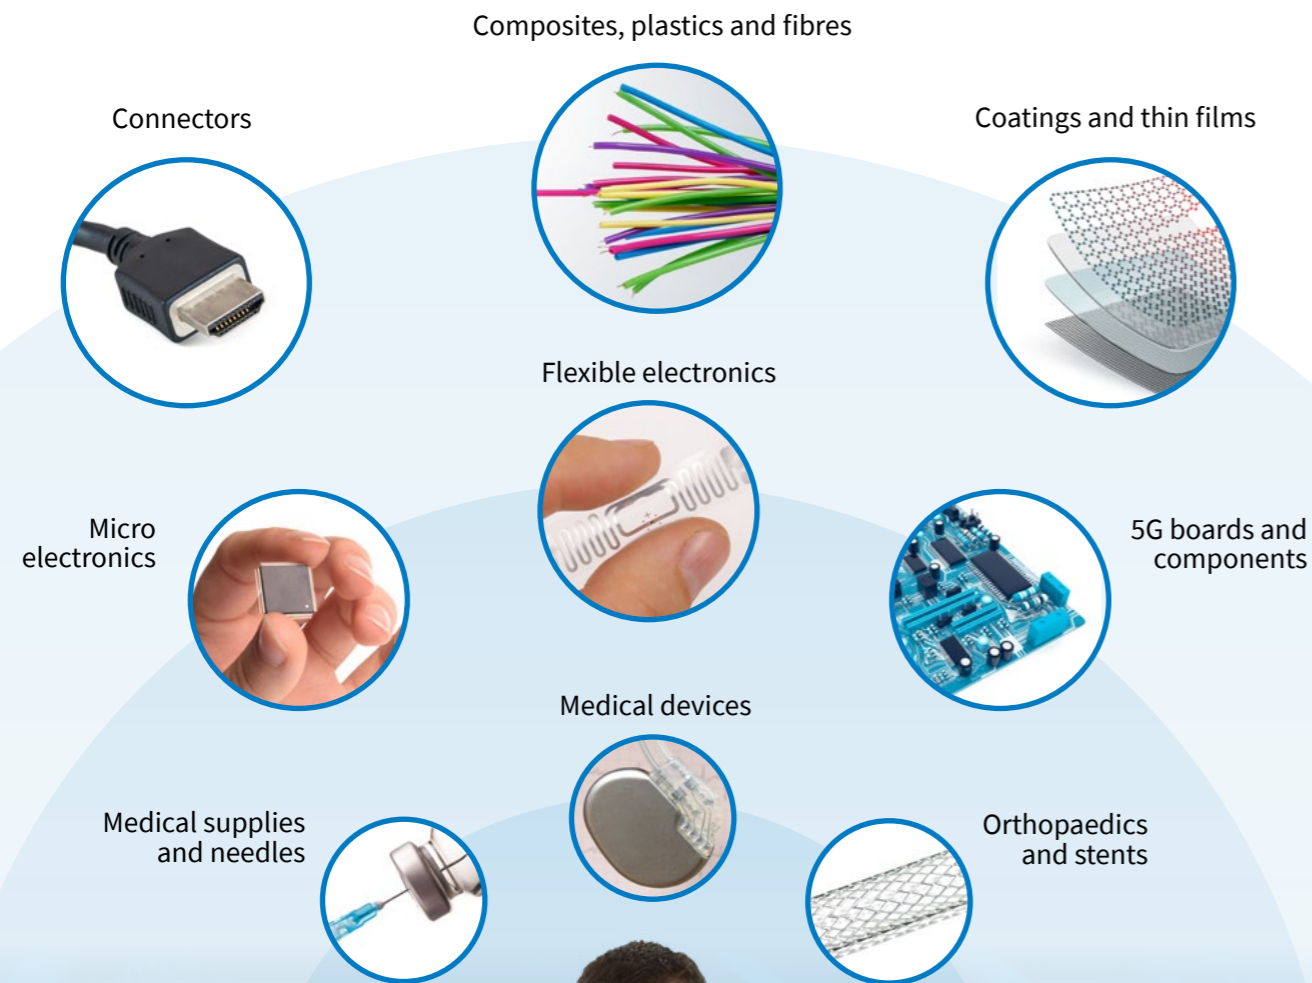 Composites, plastics and fibres
Connectors
Coatings and thin films
Flexible electronics
Micro
electronics
5G boards and
components
Medical devices
Medical supplies
and needles
Orthopaedics
and stents